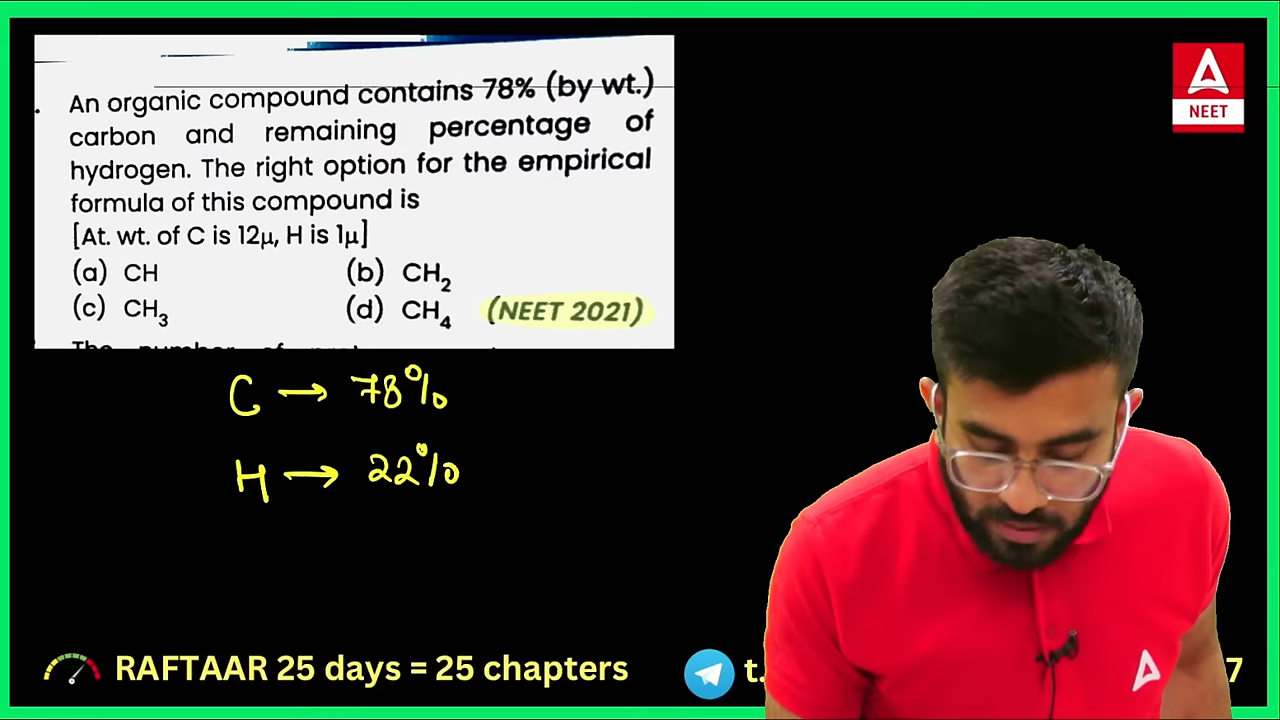 An organic compound contains 78% (by wt.)
carbon and remaining percentage of
hydrogen. The right option for the empirical
formula of this compound is
[At. wt. of C is 12μ, H is 1μ]
(a) CH (b) CH₂
(c) CH₃ (d) CH₄ (NEET 2021)
NEET
C → 78%
H → 22%
RAFTAAR 25 days = 25 chapters
t.
7